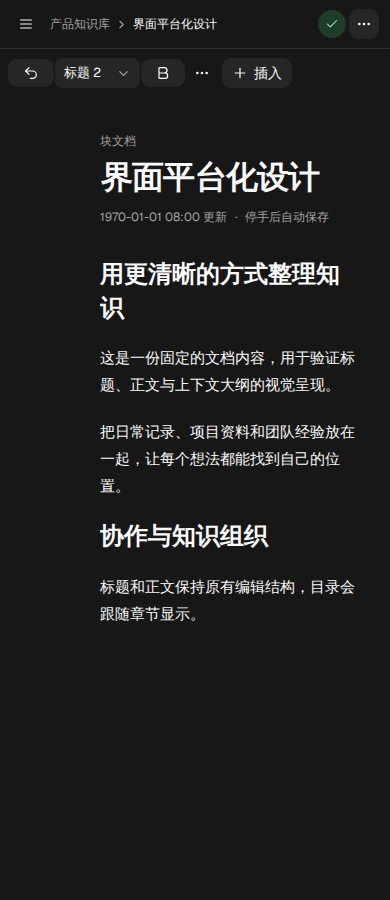 产品知识库 > 界面平台化设计
标题 2 B ··· + 插入
块文档
界面平台化设计
1970-01-01 08:00 更新 · 停手后自动保存
用更清晰的方式整理知
识
这是一份固定的文档内容，用于验证标
题、正文与上下文大纲的视觉呈现。
把日常记录、项目资料和团队经验放在
一起，让每个想法都能找到自己的位
置。
协作与知识组织
标题和正文保持原有编辑结构，目录会
跟随章节显示。